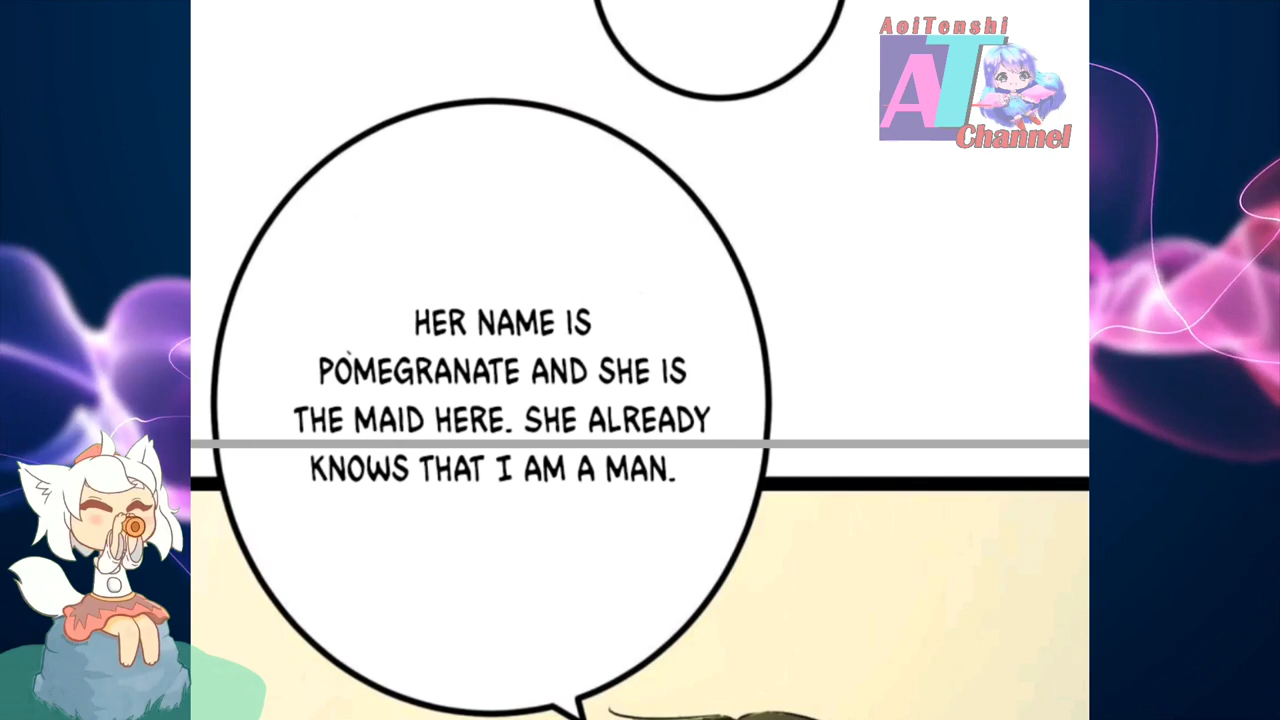 AoiTenshi
AT
Channel
HER NAME IS
POMEGRANATE AND SHE IS
THE MAID HERE. SHE ALREADY
KNOWS THAT I AM A MAN.